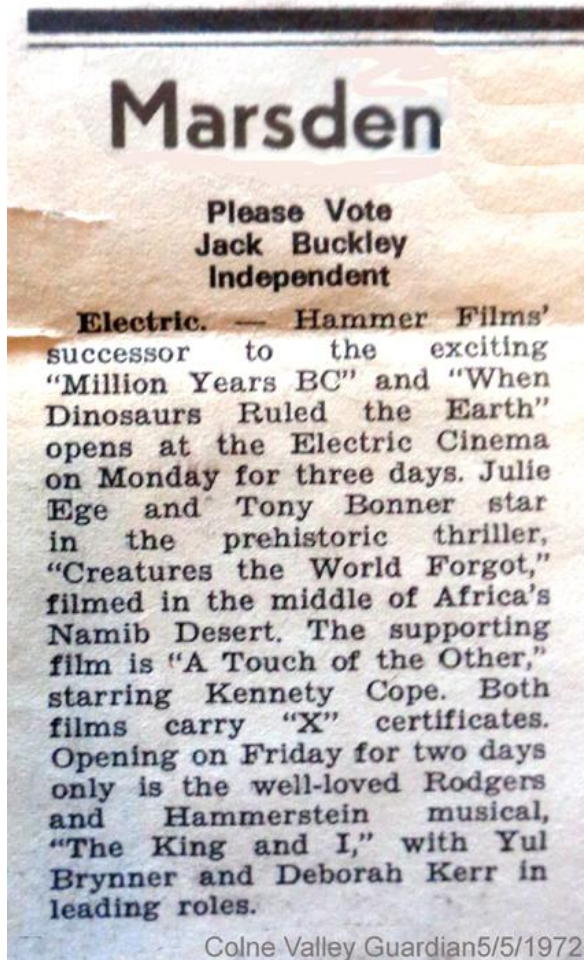 Marsden
Please Vote
Jack Buckley
Independent
Electric. — Hammer Films'
successor to the exciting
"Million Years BC" and "When
Dinosaurs Ruled the Earth"
opens at the Electric Cinema
on Monday for three days. Julie
Ege and Tony Bonner star
in the prehistoric thriller,
"Creatures the World Forgot,"
filmed in the middle of Africa's
Namib Desert. The supporting
film is "A Touch of the Other,"
starring Kennety Cope. Both
films carry "X" certificates.
Opening on Friday for two days
only is the well-loved Rodgers
and Hammerstein musical,
"The King and I," with Yul
Brynner and Deborah Kerr in
leading roles.
Colne Valley Guardian5/5/1972